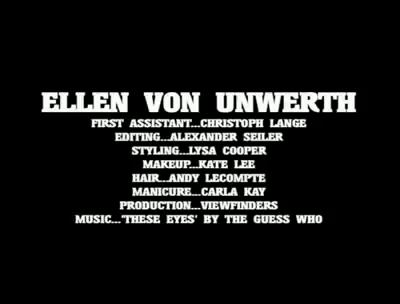 ELLEN VON UNWERTH
FIRST ASSISTANT...CHRISTOPH LANGE
EDITING...ALEXANDER SEILER
STYLING...LYSA COOPER
MAKEUP...KATE LEE
HAIR...ANDY LECOMPTE
MANICURE...CARLA KAY
PRODUCTION...VIEWFINDERS
MUSIC...'THESE EYES' BY THE GUESS WHO